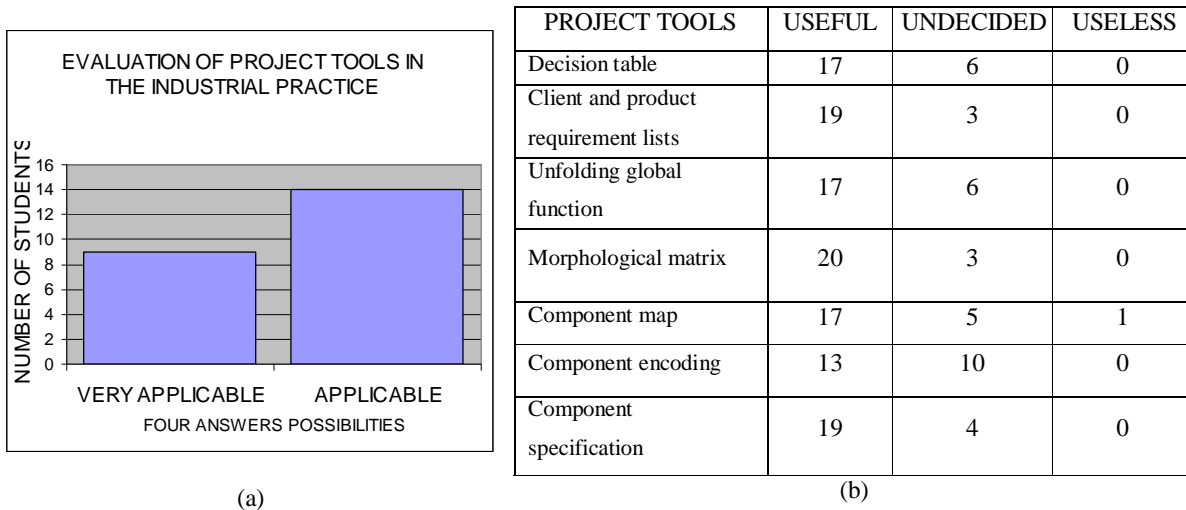 EVALUATION OF PROJECT TOOLS IN
THE INDUSTRIAL PRACTICE
NUMBER OF STUDENTS
16
14
12
10
8
6
4
2
0
VERY APPLICABLE APPLICABLE
FOUR ANSWERS POSSIBILITIES
(a)
PROJECT TOOLS USEFUL UNDECIDED USELESS
Decision table 17 6 0
Client and product
requirement lists 19 3 0
Unfolding global
function 17 6 0
Morphological matrix 20 3 0
Component map 17 5 1
Component encoding 13 10 0
Component
specification 19 4 0
(b)